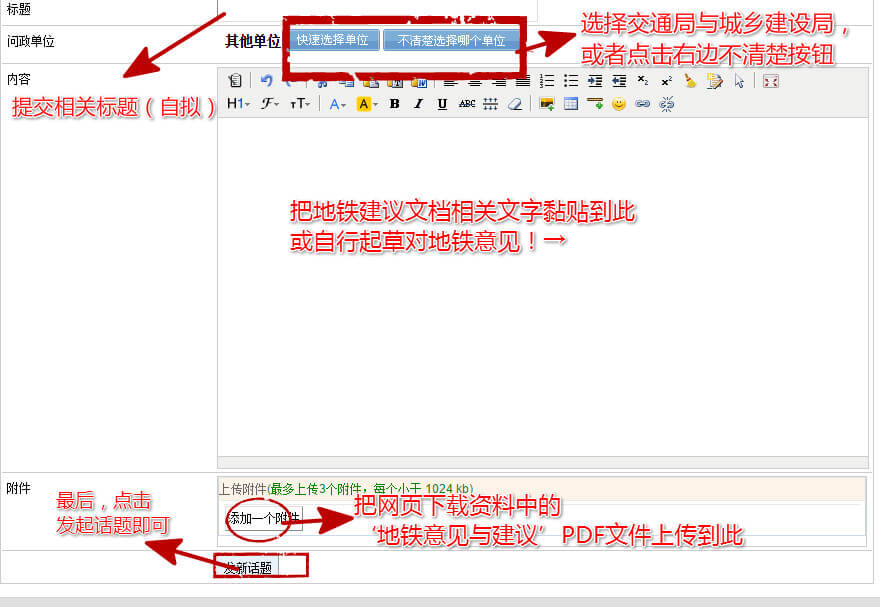 标题
问政单位
其他单位
快速选择单位
不清楚选择哪个单位
选择交通局与城乡建设局，
或者点击右边不清楚按钮
内容
提交相关标题（自拟）
H1
ABC
把地铁建议文档相关文字黏贴到此
或自行起草对地铁意见！→
附件
上传附件(最多上传3个附件，每个小于 1024 kb)
添加一个附件
把网页下载资料中的
‘地铁意见与建议’PDF文件上传到此
最后，点击
发起话题即可
发新话题